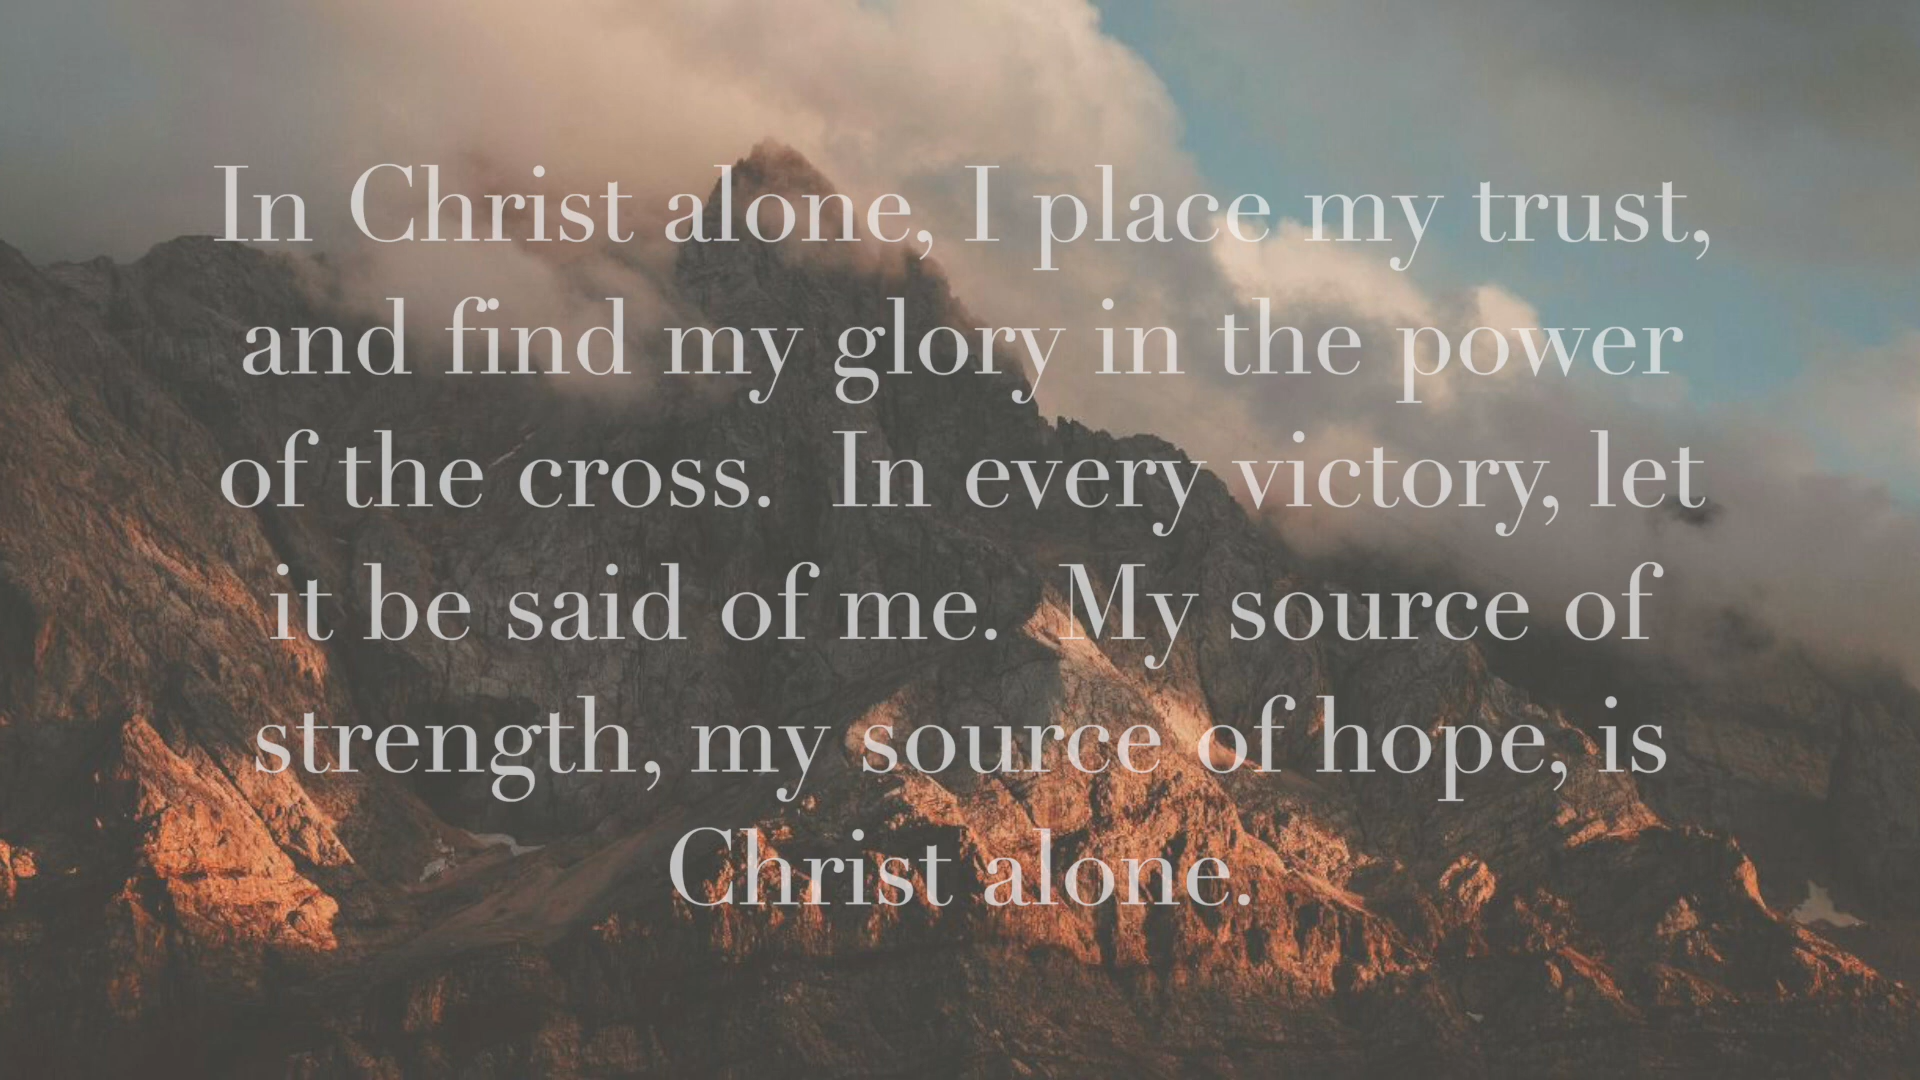 In Christ alone, I place my trust,
and find my glory in the power
of the cross.  In every victory, let
it be said of me.  My source of
strength, my source of hope, is
Christ alone.